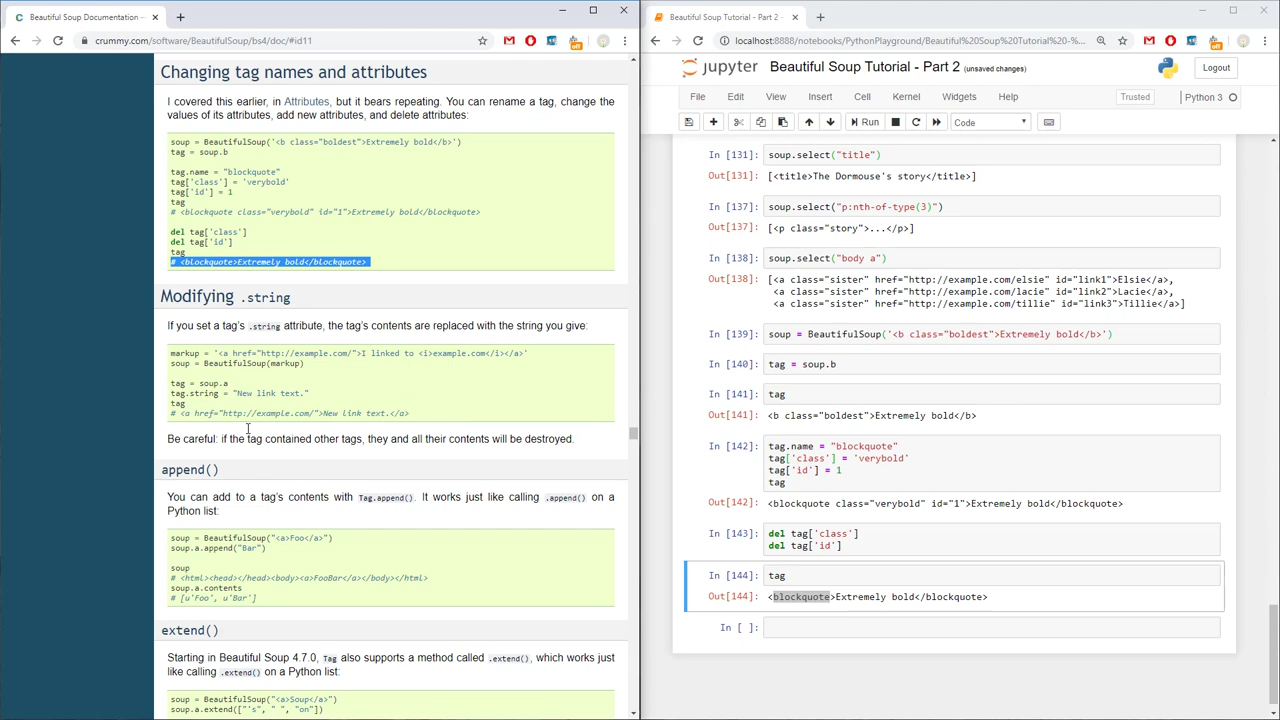 Beautiful Soup Documentation —
crummy.com/software/BeautifulSoup/bs4/doc/#id11
Changing tag names and attributes
I covered this earlier, in Attributes, but it bears repeating. You can rename a tag, change the
values of its attributes, add new attributes, and delete attributes:
soup = BeautifulSoup('<b class="boldest">Extremely bold</b>')
tag = soup.b
tag.name = "blockquote"
tag['class'] = 'verybold'
tag['id'] = 1
tag
# <blockquote class="verybold" id="1">Extremely bold</blockquote>
del tag['class']
del tag['id']
tag
# <blockquote>Extremely bold</blockquote>
Modifying .string
If you set a tag's .string attribute, the tag's contents are replaced with the string you give:
markup = '<a href="http://example.com/">I linked to <i>example.com</i></a>'
soup = BeautifulSoup(markup)
tag = soup.a
tag.string = "New link text."
tag
# <a href="http://example.com/">New link text.</a>
Be careful: if the tag contained other tags, they and all their contents will be destroyed.
append()
You can add to a tag's contents with Tag.append(). It works just like calling .append() on a
Python list:
soup = BeautifulSoup("<a>Foo</a>")
soup.a.append("Bar")
soup
# <html><head></head><body><a>FooBar</a></body></html>
soup.a.contents
# [u'Foo', u'Bar']
extend()
Starting in Beautiful Soup 4.7.0, Tag also supports a method called .extend(), which works just
like calling .extend() on a Python list:
soup = BeautifulSoup("<a>Soup</a>")
soup.a.extend(["'s", " ", "on"])
Beautiful Soup Tutorial - Part 2 -
localhost:8888/notebooks/PythonPlayground/Beautiful%20Soup%20Tutorial%20-%...
jupyter Beautiful Soup Tutorial - Part 2 (unsaved changes) Logout
File Edit View Insert Cell Kernel Widgets Help Trusted Python 3
Run Code
In [131]: soup.select("title")
Out[131]: [<title>The Dormouse's story</title>]
In [137]: soup.select("p:nth-of-type(3)")
Out[137]: [<p class="story">...</p>]
In [138]: soup.select("body a")
Out[138]: [<a class="sister" href="http://example.com/elsie" id="link1">Elsie</a>,
<a class="sister" href="http://example.com/lacie" id="link2">Lacie</a>,
<a class="sister" href="http://example.com/tillie" id="link3">Tillie</a>]
In [139]: soup = BeautifulSoup('<b class="boldest">Extremely bold</b>')
In [140]: tag = soup.b
In [141]: tag
Out[141]: <b class="boldest">Extremely bold</b>
In [142]: tag.name = "blockquote"
tag['class'] = 'verybold'
tag['id'] = 1
tag
Out[142]: <blockquote class="verybold" id="1">Extremely bold</blockquote>
In [143]: del tag['class']
del tag['id']
In [144]: tag
Out[144]: <blockquote>Extremely bold</blockquote>
In [ ]: